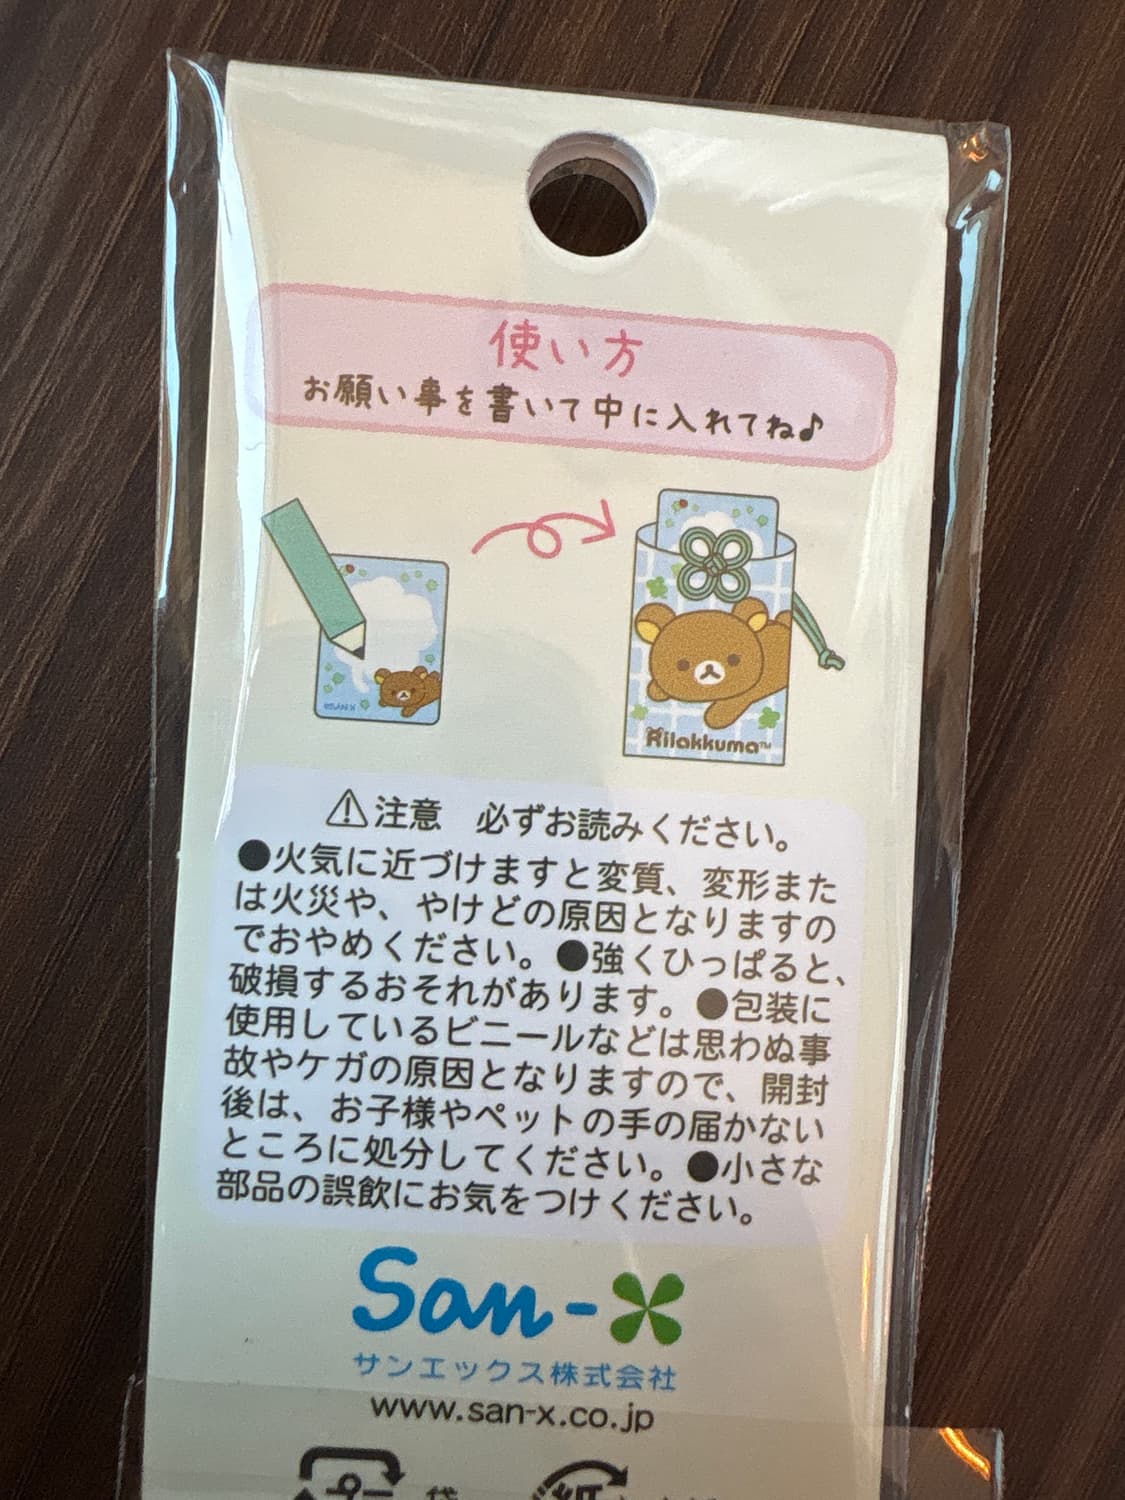 使い方
お願い事を書いて中に入れてね♪
©SAN-X
Rilakkuma™
⚠注意　必ずお読みください。
●火気に近づけますと変質、変形また
は火災や、やけどの原因となりますの
でおやめください。●強くひっぱると、
破損するおそれがあります。●包装に
使用しているビニールなどは思わぬ事
故やケガの原因となりますので、開封
後は、お子様やペットの手の届かない
ところに処分してください。●小さな
部品の誤飲にお気をつけください。
San-X
サンエックス株式会社
www.san-x.co.jp
プラ 袋 紙